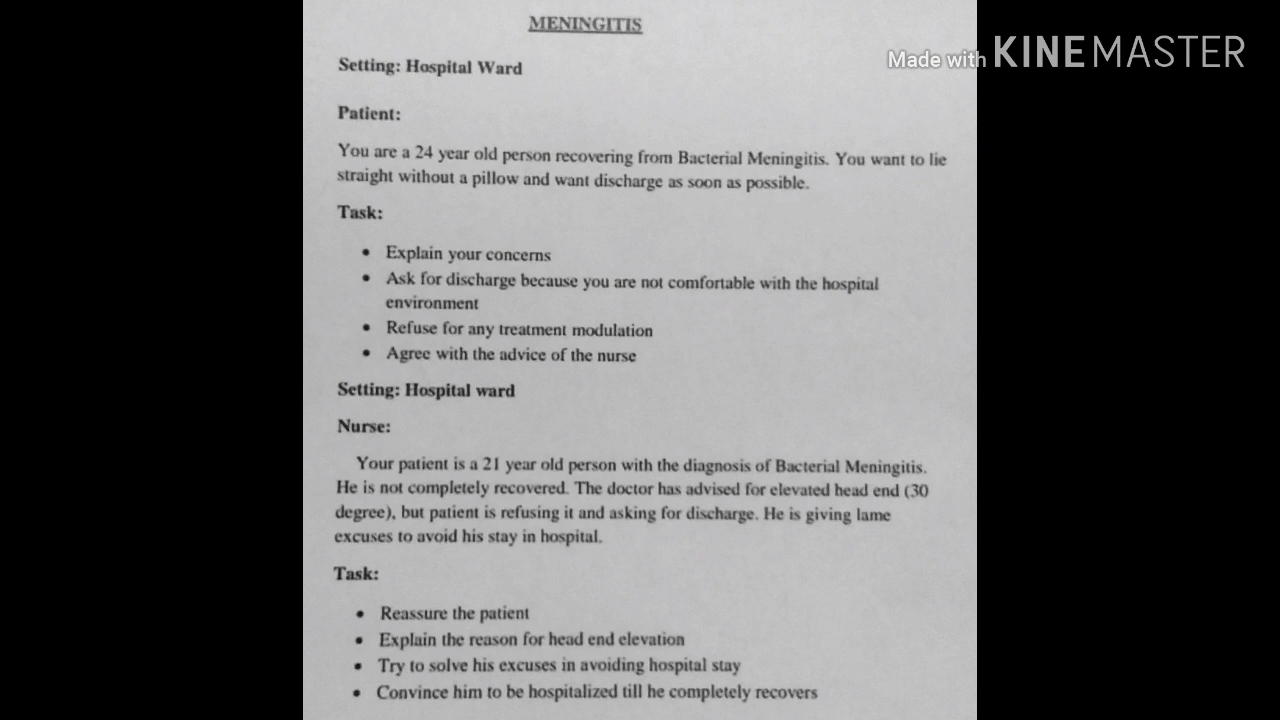 MENINGITIS
Made with KINEMASTER
Setting: Hospital Ward
Patient:
You are a 24 year old person recovering from Bacterial Meningitis. You want to lie
straight without a pillow and want discharge as soon as possible.
Task:
• Explain your concerns
• Ask for discharge because you are not comfortable with the hospital
environment
• Refuse for any treatment modulation
• Agree with the advice of the nurse
Setting: Hospital ward
Nurse:
Your patient is a 21 year old person with the diagnosis of Bacterial Meningitis.
He is not completely recovered. The doctor has advised for elevated head end (30
degree), but patient is refusing it and asking for discharge. He is giving lame
excuses to avoid his stay in hospital.
Task:
• Reassure the patient
• Explain the reason for head end elevation
• Try to solve his excuses in avoiding hospital stay
• Convince him to be hospitalized till he completely recovers